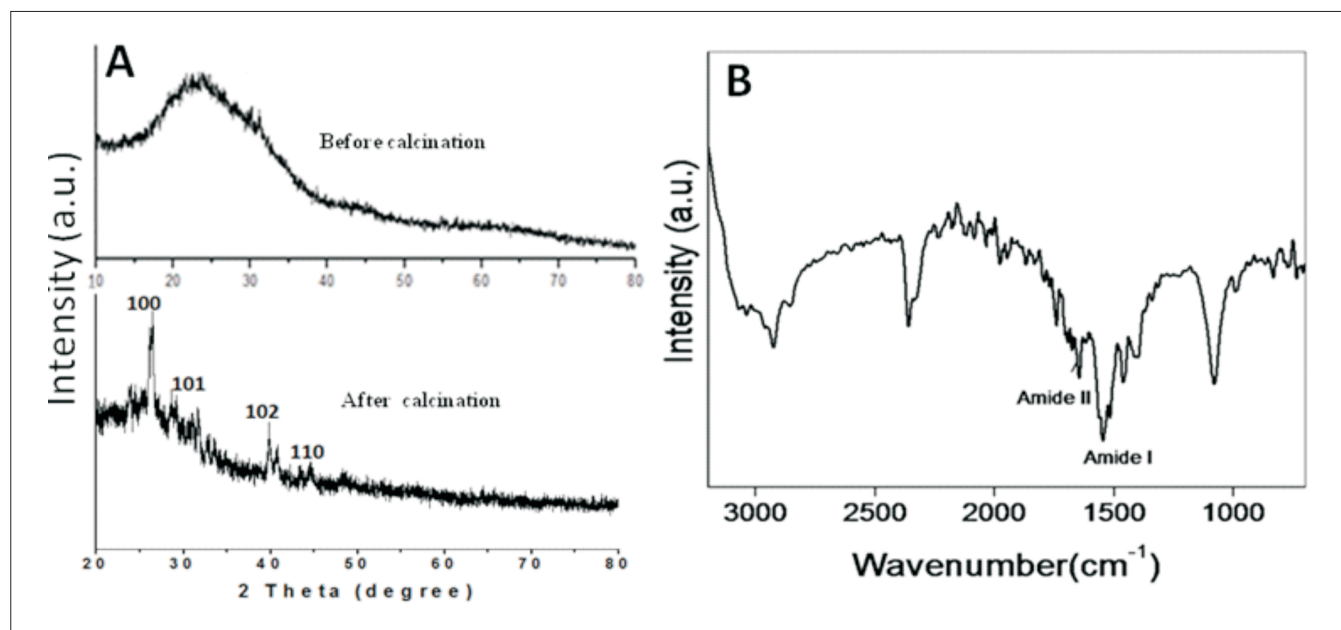 A
Before calcination
Intensity (a.u.)
10 20 30 40 50 60 70 80
100
101
After calcination
102
110
20 30 40 50 60 70 80
2 Theta (degree)
B
Intensity (a.u.)
Amide II
Amide I
3000 2500 2000 1500 1000
Wavenumber(cm⁻¹)